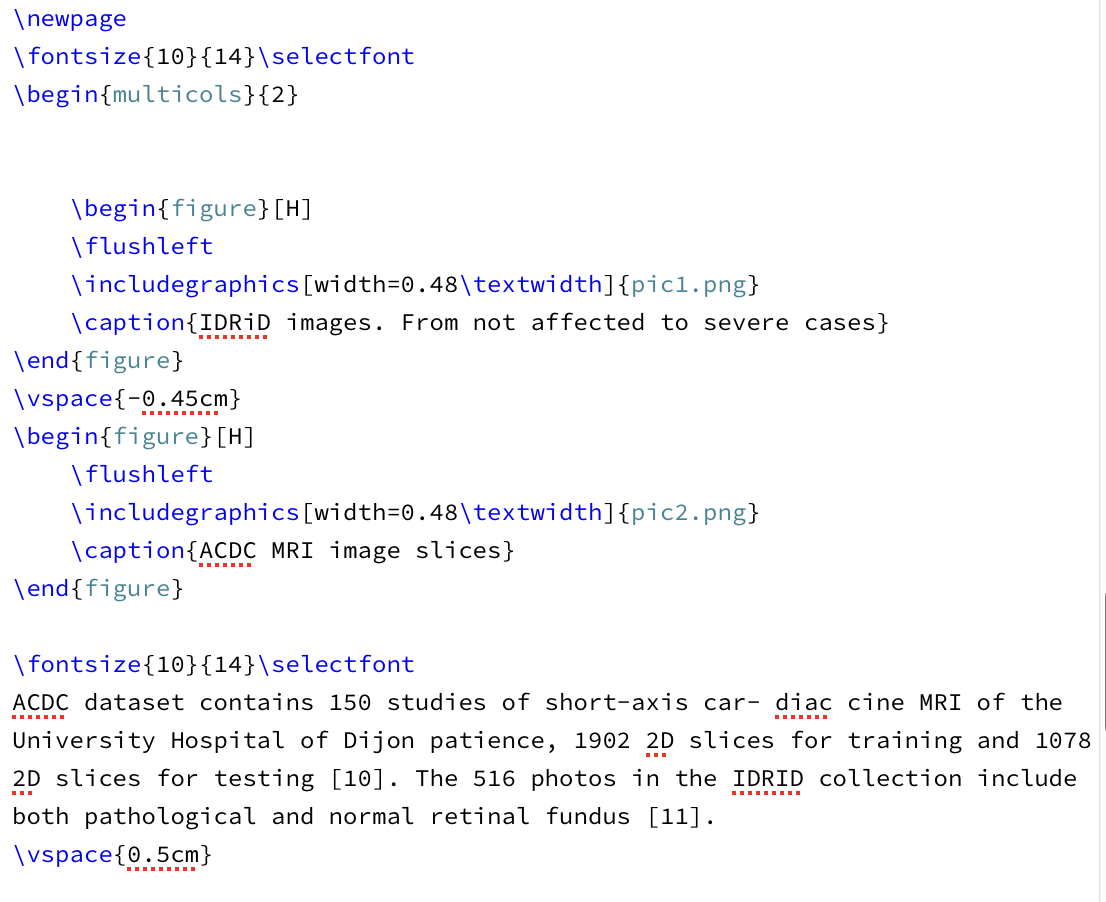 \newpage
\fontsize{10}{14}\selectfont
\begin{multicols}{2}
\begin{figure}[H]
\flushleft
\includegraphics[width=0.48\textwidth]{pic1.png}
\caption{IDRiD images. From not affected to severe cases}
\end{figure}
\vspace{-0.45cm}
\begin{figure}[H]
\flushleft
\includegraphics[width=0.48\textwidth]{pic2.png}
\caption{ACDC MRI image slices}
\end{figure}
\fontsize{10}{14}\selectfont
ACDC dataset contains 150 studies of short-axis car- diac cine MRI of the
University Hospital of Dijon patience, 1902 2D slices for training and 1078
2D slices for testing [10]. The 516 photos in the IDRID collection include
both pathological and normal retinal fundus [11].
\vspace{0.5cm}